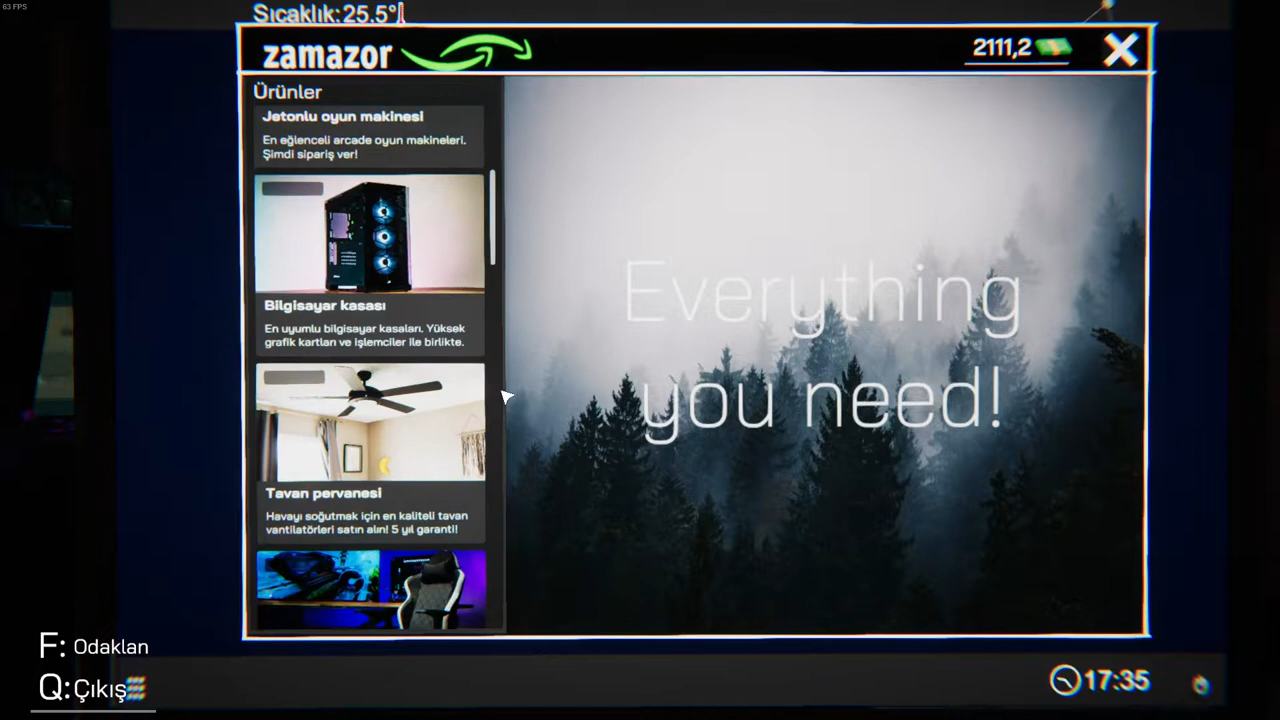 63 FPS
Sıcaklık: 25.5°
zamazor
2111,2
Ürünler
Jetonlu oyun makinesi
En eğlenceli arcade oyun makineleri.
Şimdi sipariş ver!
Bilgisayar kasası
En uyumlu bilgisayar kasaları. Yüksek
grafik kartları ve işlemciler ile birlikte.
Tavan pervanesi
Havayı soğutmak için en kaliteli tavan
vantilatörleri satın alın! 5 yıl garanti!
Everything
you need!
F: Odaklan
Q: Çıkış
17:35